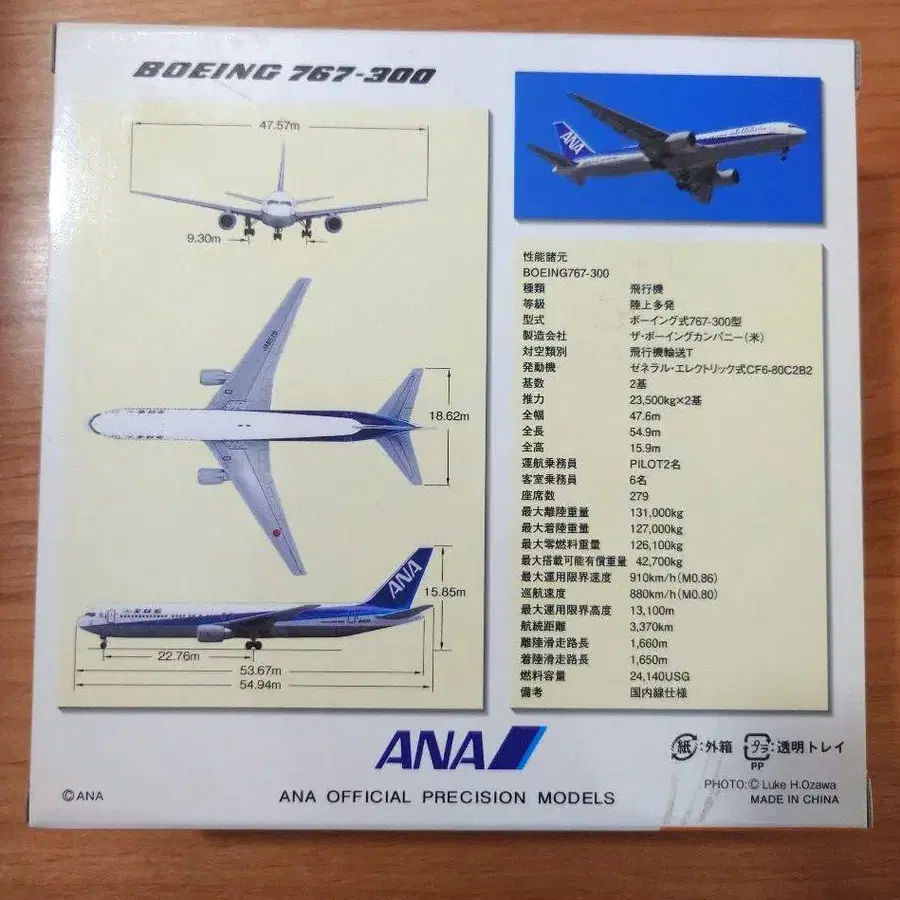 BOEING 767-300
47.57m
9.30m
18.62m
ANA
15.85m
22.76m
53.67m
54.94m
ANA
性能諸元
BOEING767-300
種類 飛行機
等級 陸上多発
型式 ボーイング式767-300型
製造会社 ザ・ボーイングカンパニー(米)
対空類別 飛行機輸送T
発動機 ゼネラル・エレクトリック式CF6-80C2B2
基数 2基
推力 23,500kg×2基
全幅 47.6m
全長 54.9m
全高 15.9m
運航乗務員 PILOT2名
客室乗務員 6名
座席数 279
最大離陸重量 131,000kg
最大着陸重量 127,000kg
最大零燃料重量 126,100kg
最大搭載可能有償重量 42,700kg
最大運用限界速度 910km/h(M0.86)
巡航速度 880km/h(M0.80)
最大運用限界高度 13,100m
航続距離 3,370km
離陸滑走路長 1,660m
着陸滑走路長 1,650m
燃料容量 24,140USG
備考 国内線仕様
ANA
紙:外箱 プラ:透明トレイ
PP
©ANA
ANA OFFICIAL PRECISION MODELS
PHOTO:© Luke H.Ozawa
MADE IN CHINA